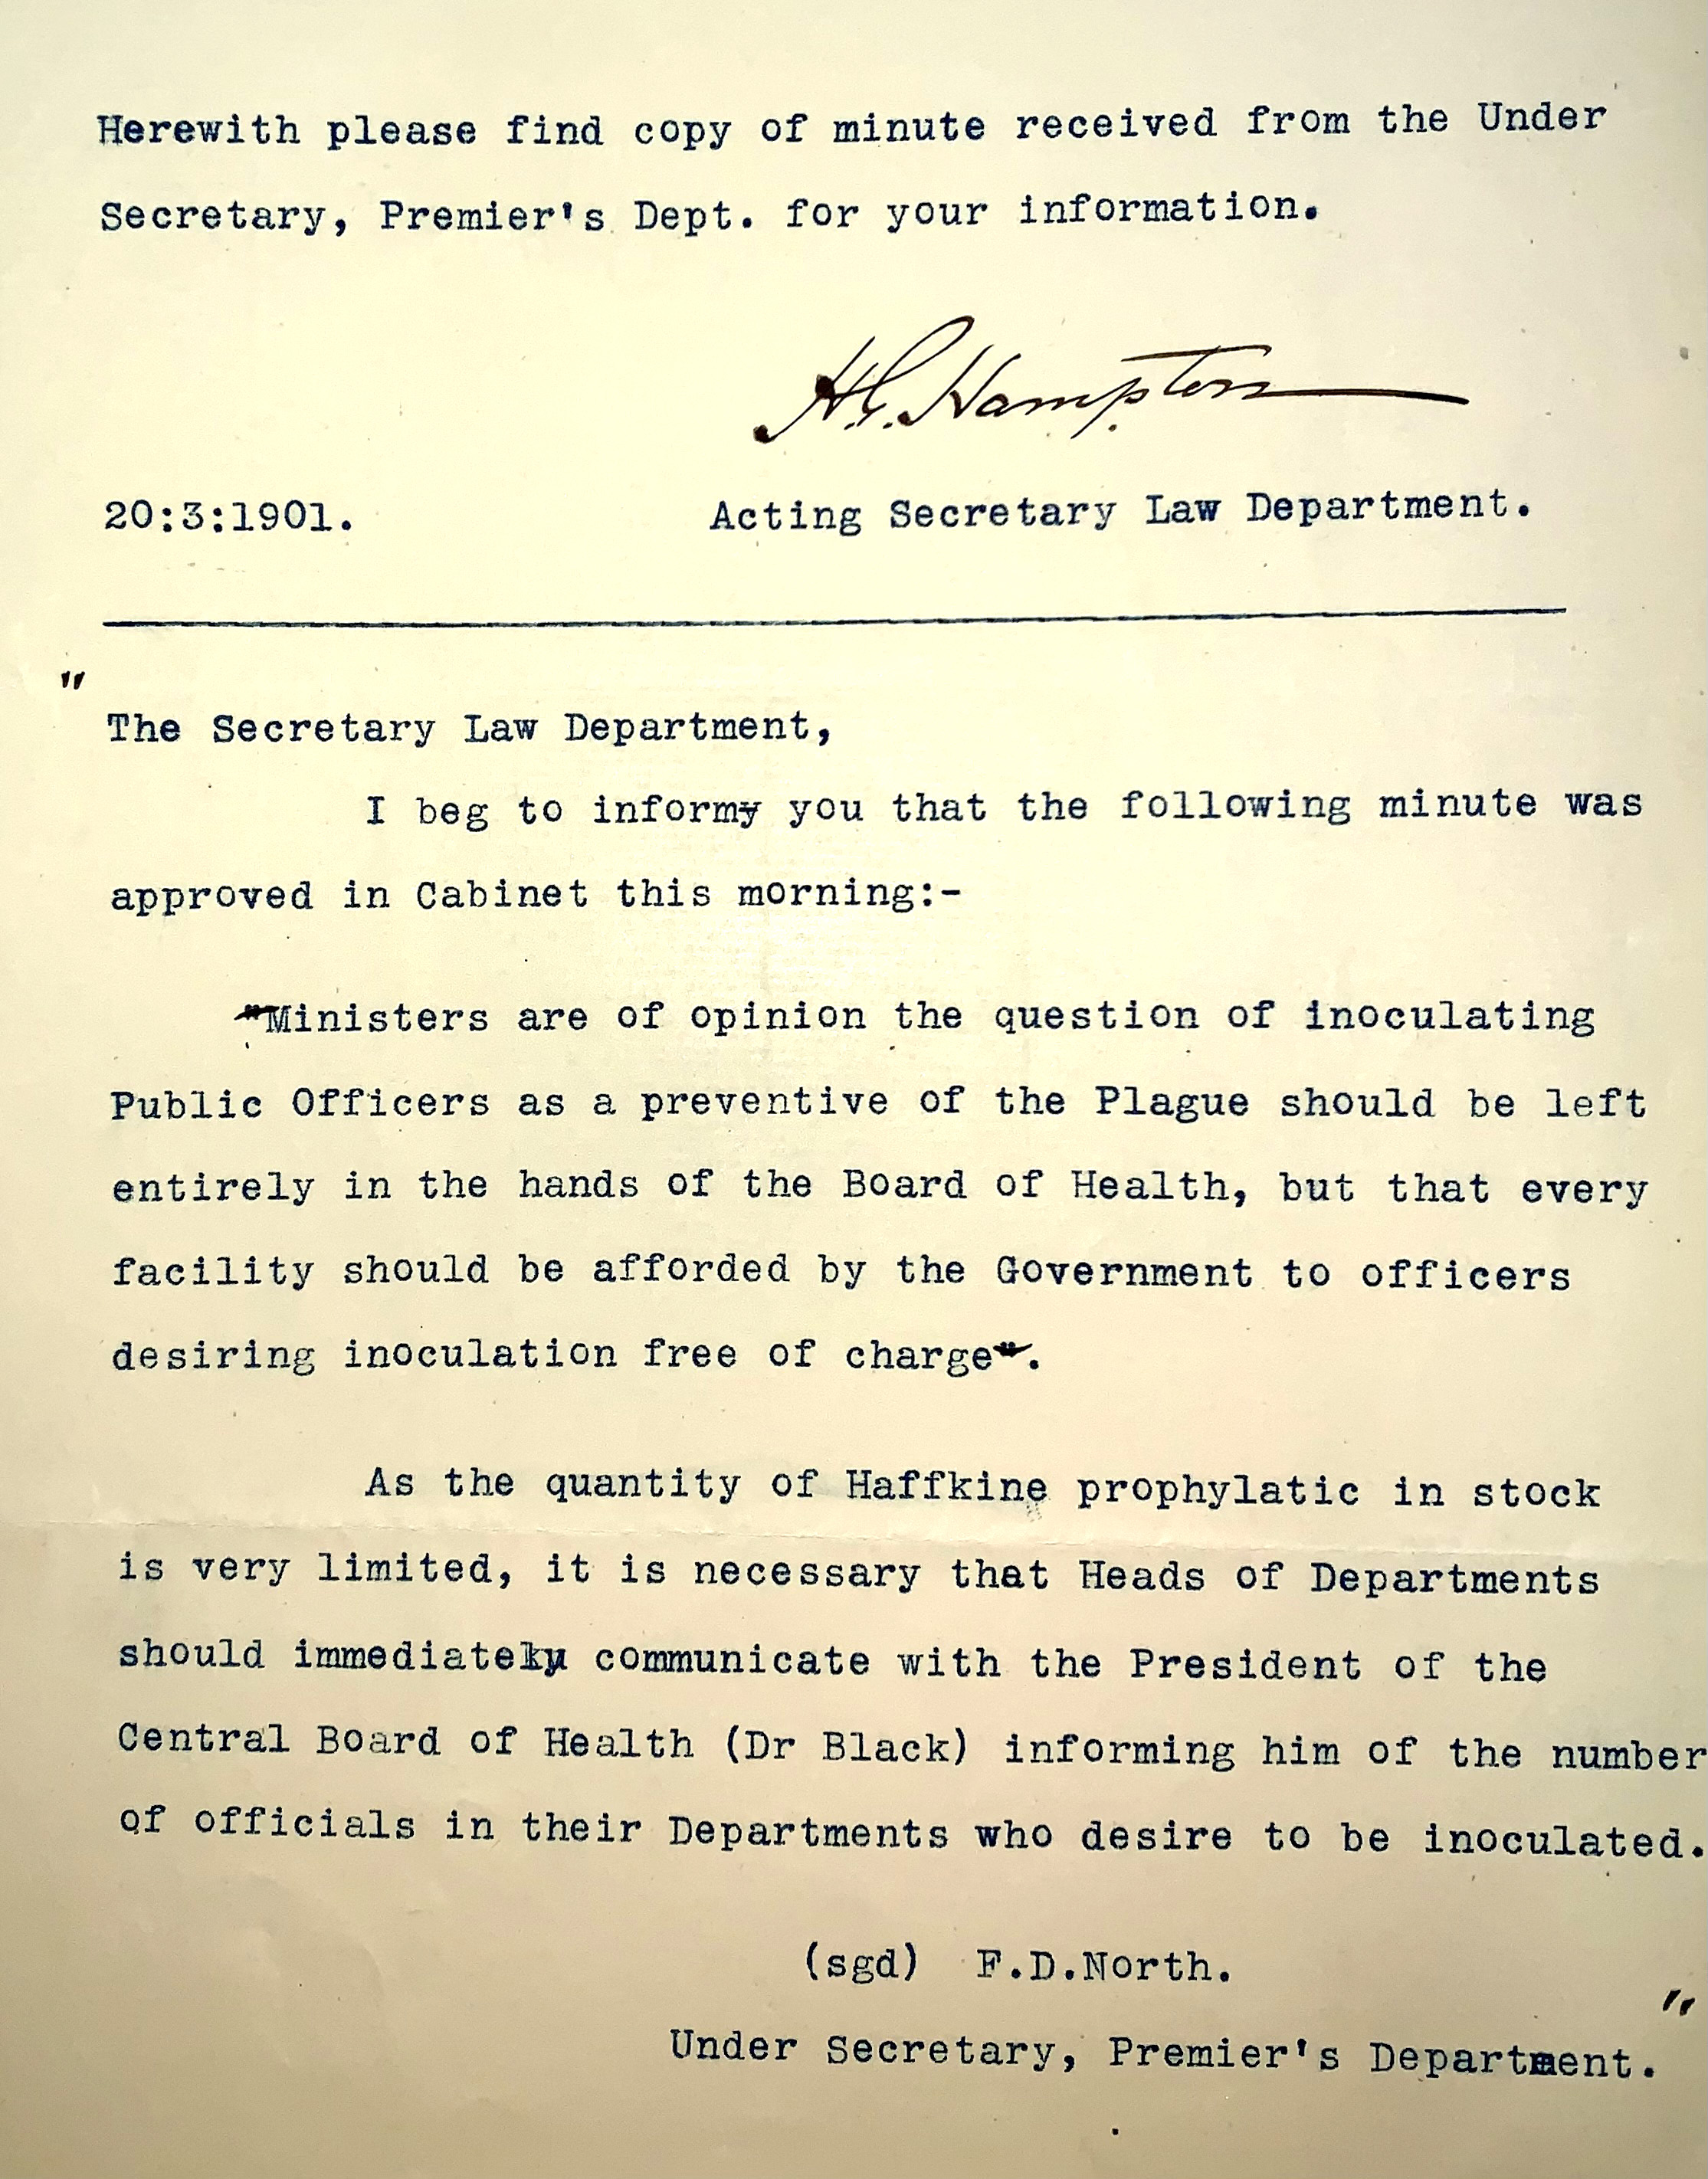 Herewith please find copy of minute received from the Under
Secretary, Premier's Dept. for your information.
H.G. Hampton
20:3:1901. Acting Secretary Law Department.
"
The Secretary Law Department,
I beg to informy you that the following minute was
approved in Cabinet this morning:-
"Ministers are of opinion the question of inoculating
Public Officers as a preventive of the Plague should be left
entirely in the hands of the Board of Health, but that every
facility should be afforded by the Government to officers
desiring inoculation free of charge".
As the quantity of Haffkine prophylatic in stock
is very limited, it is necessary that Heads of Departments
should immediately communicate with the President of the
Central Board of Health (Dr Black) informing him of the number
of officials in their Departments who desire to be inoculated.
(sgd) F.D.North.
"
Under Secretary, Premier's Department.